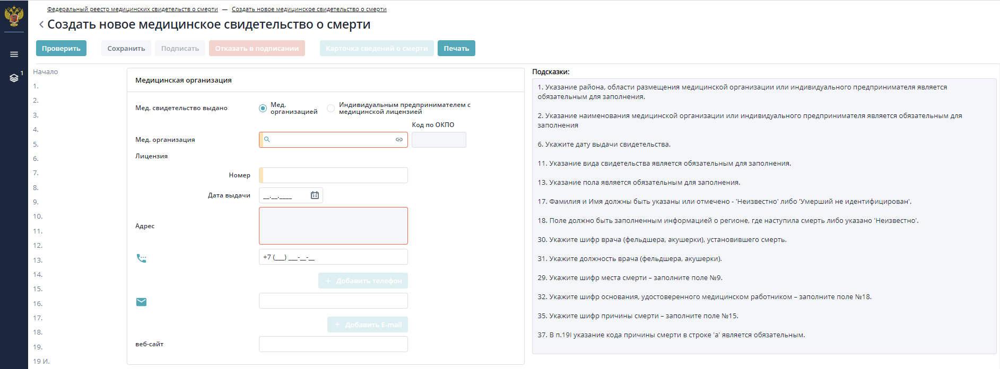 Федеральный реестр медицинских свидетельств о смерти — Создать новое медицинское свидетельство о смерти
Создать новое медицинское свидетельство о смерти
Проверить Сохранить Подписать Отказать в подписании Карточка сведений о смерти Печать
1
Начало
1.
2.
3.
4.
5.
6.
7.
8.
9.
10.
11.
12.
13.
14.
15.
16.
17.
18.
19.
19 И.
Медицинская организация
Мед. свидетельство выдано
Мед.
организацией
Индивидуальным предпринимателем с
медицинской лицензией
Код по ОКПО
Мед. организация
Лицензия
Номер
Дата выдачи __.__.____
Адрес
+7 (___) ___-__-__
+ Добавить телефон
+ Добавить E-mail
веб-сайт
Подсказки:
1. Указание района, области размещения медицинской организации или индивидуального предпринимателя является
обязательным для заполнения.
2. Указание наименования медицинской организации или индивидуального предпринимателя является обязательным для
заполнения
6. Укажите дату выдачи свидетельства.
11. Указание вида свидетельства является обязательным для заполнения.
13. Указание пола является обязательным для заполнения.
17. Фамилия и Имя должны быть указаны или отмечено - 'Неизвестно' либо 'Умерший не идентифицирован'.
18. Поле должно быть заполненным информацией о регионе, где наступила смерть либо указано 'Неизвестно'.
30. Укажите шифр врача (фельдшера, акушерки), установившего смерть.
31. Укажите должность врача (фельдшера, акушерки).
29. Укажите шифр места смерти – заполните поле №9.
32. Укажите шифр основания, удостоверенного медицинском работником – заполните поле №18.
35. Укажите шифр причины смерти – заполните поле №15.
37. В п.19I указание кода причины смерти в строке 'а' является обязательным.